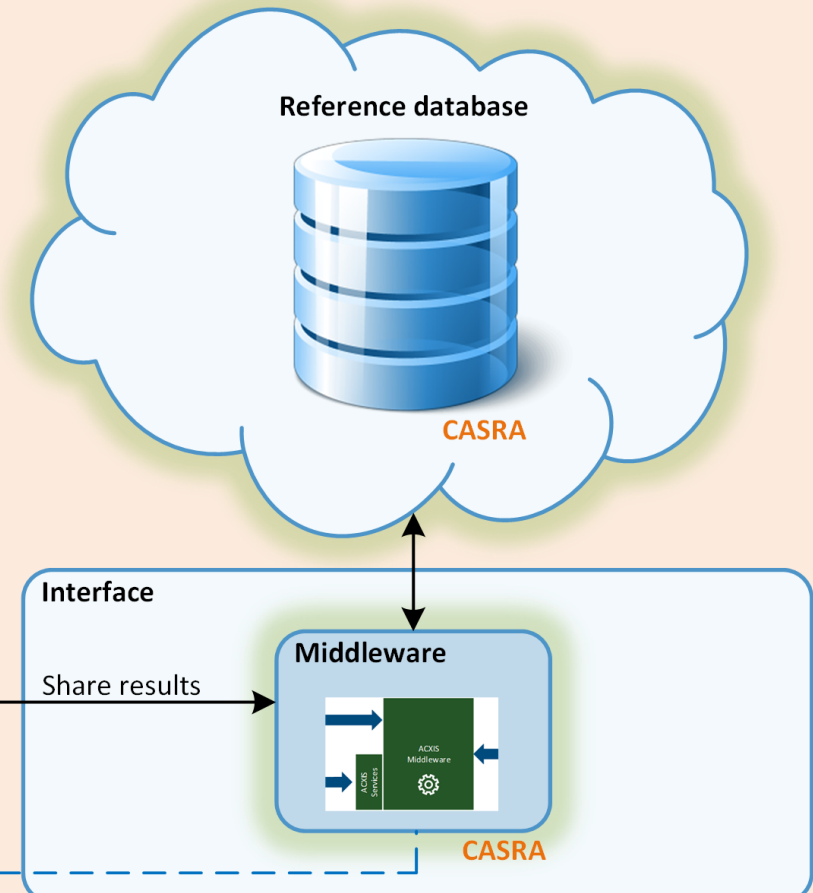 Reference database
CASRA
Interface
Middleware
Share results
ACXIS
Middleware
ACXIS
Services
CASRA